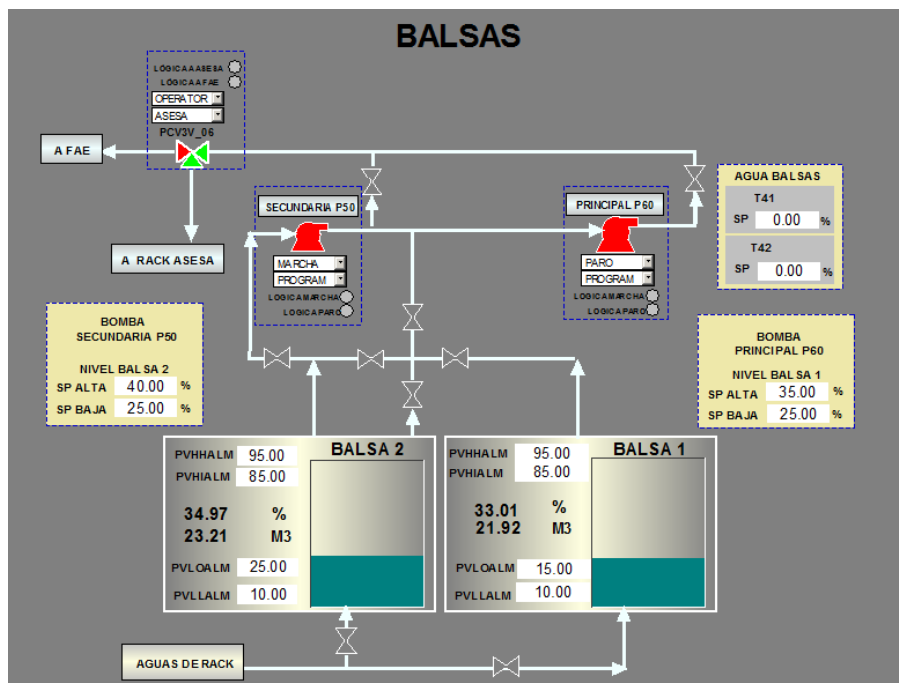 BALSAS
LÓGICA A ASESA
LÓGICA A FAE
OPERATOR
ASESA
PCV3V_06
A FAE
A RACK ASESA
SECUNDARIA P50
MARCHA
PROGRAM
LOGICA MARCHA
LOGICA PARO
PRINCIPAL P60
PARO
PROGRAM
LOGICA MARCHA
LOGICA PARO
AGUA BALSAS
T41
SP 0.00 %
T42
SP 0.00 %
BOMBA
SECUNDARIA P50
NIVEL BALSA 2
SP ALTA 40.00 %
SP BAJA 25.00 %
BOMBA
PRINCIPAL P60
NIVEL BALSA 1
SP ALTA 35.00 %
SP BAJA 25.00 %
BALSA 2
PVHHALM 95.00
PVHIALM 85.00
34.97 %
23.21 M3
PVLOALM 25.00
PVLLALM 10.00
BALSA 1
PVHHALM 95.00
PVHIALM 85.00
33.01 %
21.92 M3
PVLOALM 15.00
PVLLALM 10.00
AGUAS DE RACK